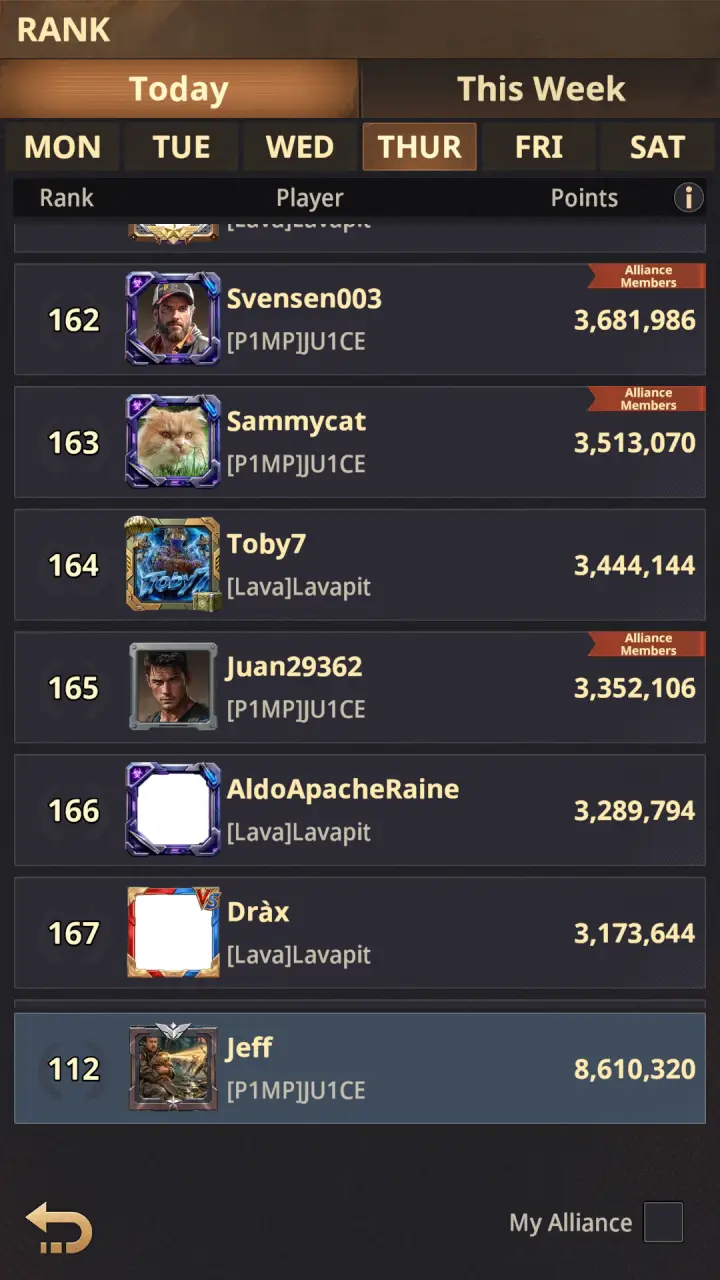 RANK
Today
This Week
MON
TUE
WED
THUR
FRI
SAT
Rank
Player
Points
[Lava]Lavapit
162
Svensen003
[P1MP]JU1CE
Alliance
Members
3,681,986
163
Sammycat
[P1MP]JU1CE
Alliance
Members
3,513,070
164
Toby7
[Lava]Lavapit
3,444,144
165
Juan29362
[P1MP]JU1CE
Alliance
Members
3,352,106
166
AldoApacheRaine
[Lava]Lavapit
3,289,794
167
VS
Dràx
[Lava]Lavapit
3,173,644
112
Jeff
[P1MP]JU1CE
8,610,320
My Alliance